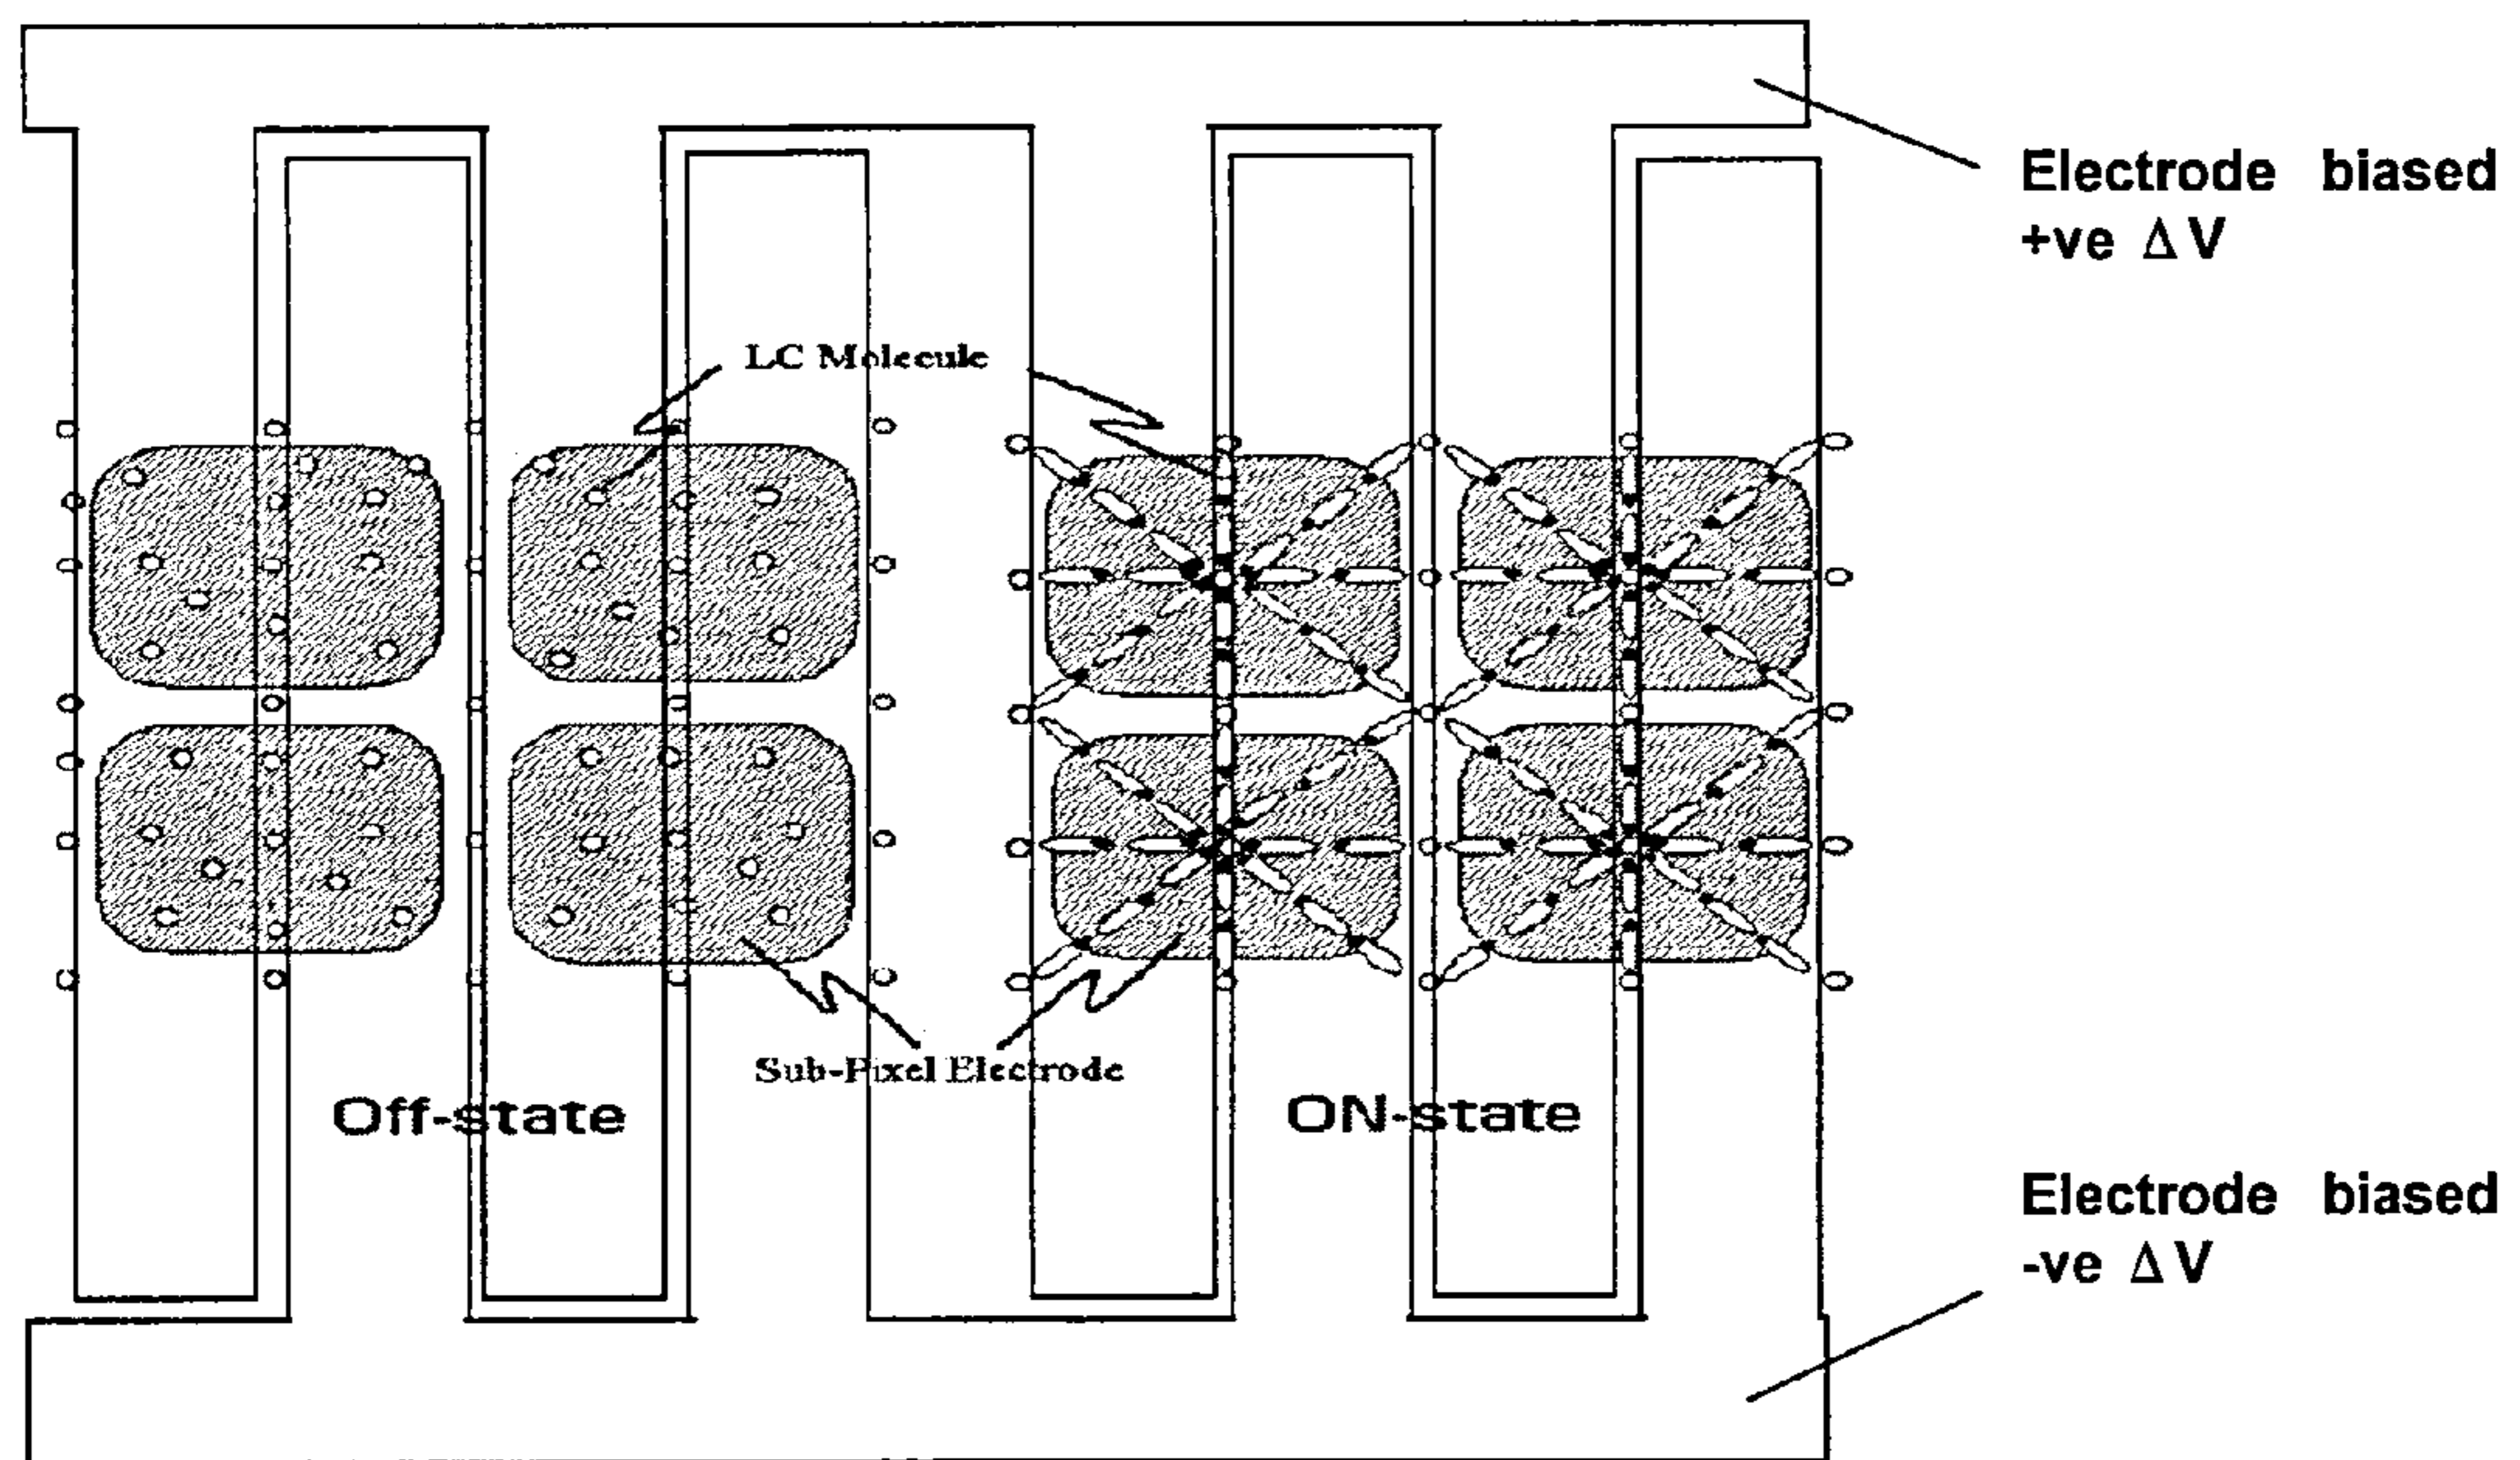 Electrode biased
+ve ΔV
LC Molecule
Sub-Pixel Electrode
Off-state
ON-state
Electrode biased
-ve ΔV